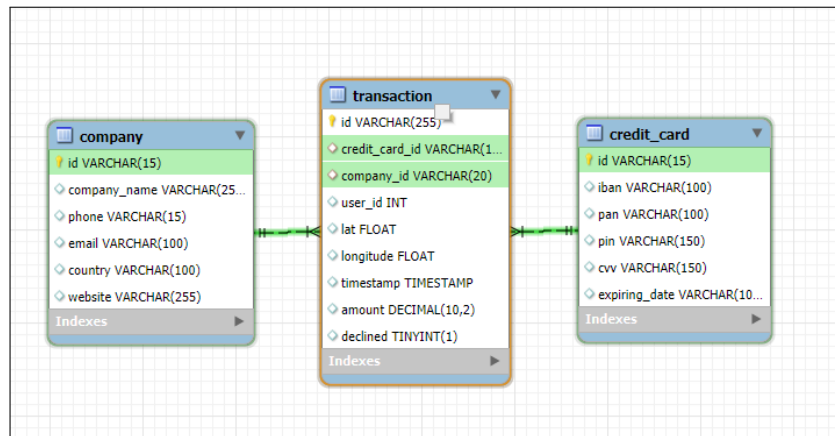 company
id VARCHAR(15)
company_name VARCHAR(25...
phone VARCHAR(15)
email VARCHAR(100)
country VARCHAR(100)
website VARCHAR(255)
Indexes
transaction
id VARCHAR(255)
credit_card_id VARCHAR(1...
company_id VARCHAR(20)
user_id INT
lat FLOAT
longitude FLOAT
timestamp TIMESTAMP
amount DECIMAL(10,2)
declined TINYINT(1)
Indexes
credit_card
id VARCHAR(15)
iban VARCHAR(100)
pan VARCHAR(100)
pin VARCHAR(150)
cvv VARCHAR(150)
expiring_date VARCHAR(10...
Indexes